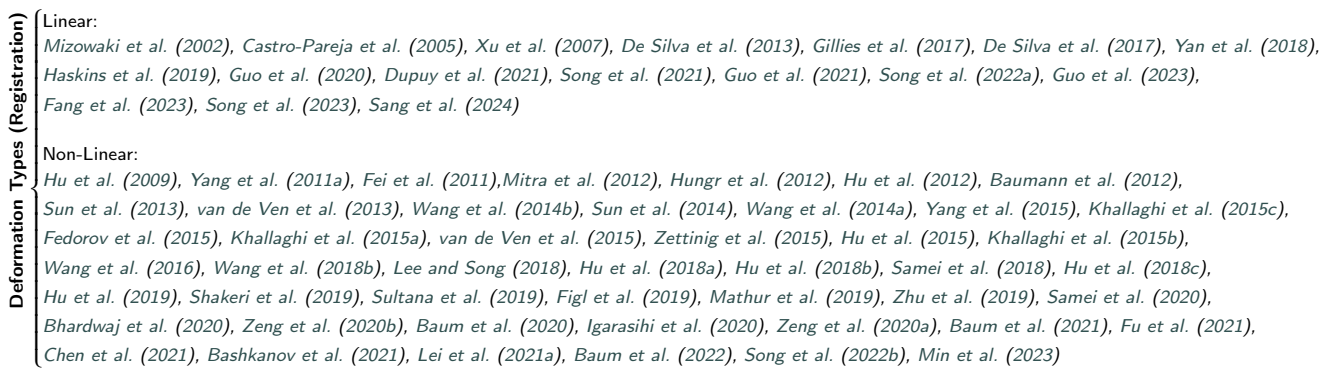 Deformation Types (Registration)
Linear:
Mizowaki et al. (2002), Castro-Pareja et al. (2005), Xu et al. (2007), De Silva et al. (2013), Gillies et al. (2017), De Silva et al. (2017), Yan et al. (2018),
Haskins et al. (2019), Guo et al. (2020), Dupuy et al. (2021), Song et al. (2021), Guo et al. (2021), Song et al. (2022a), Guo et al. (2023),
Fang et al. (2023), Song et al. (2023), Sang et al. (2024)
Non-Linear:
Hu et al. (2009), Yang et al. (2011a), Fei et al. (2011),Mitra et al. (2012), Hungr et al. (2012), Hu et al. (2012), Baumann et al. (2012),
Sun et al. (2013), van de Ven et al. (2013), Wang et al. (2014b), Sun et al. (2014), Wang et al. (2014a), Yang et al. (2015), Khallaghi et al. (2015c),
Fedorov et al. (2015), Khallaghi et al. (2015a), van de Ven et al. (2015), Zettinig et al. (2015), Hu et al. (2015), Khallaghi et al. (2015b),
Wang et al. (2016), Wang et al. (2018b), Lee and Song (2018), Hu et al. (2018a), Hu et al. (2018b), Samei et al. (2018), Hu et al. (2018c),
Hu et al. (2019), Shakeri et al. (2019), Sultana et al. (2019), Figl et al. (2019), Mathur et al. (2019), Zhu et al. (2019), Samei et al. (2020),
Bhardwaj et al. (2020), Zeng et al. (2020b), Baum et al. (2020), Igarasihi et al. (2020), Zeng et al. (2020a), Baum et al. (2021), Fu et al. (2021),
Chen et al. (2021), Bashkanov et al. (2021), Lei et al. (2021a), Baum et al. (2022), Song et al. (2022b), Min et al. (2023)